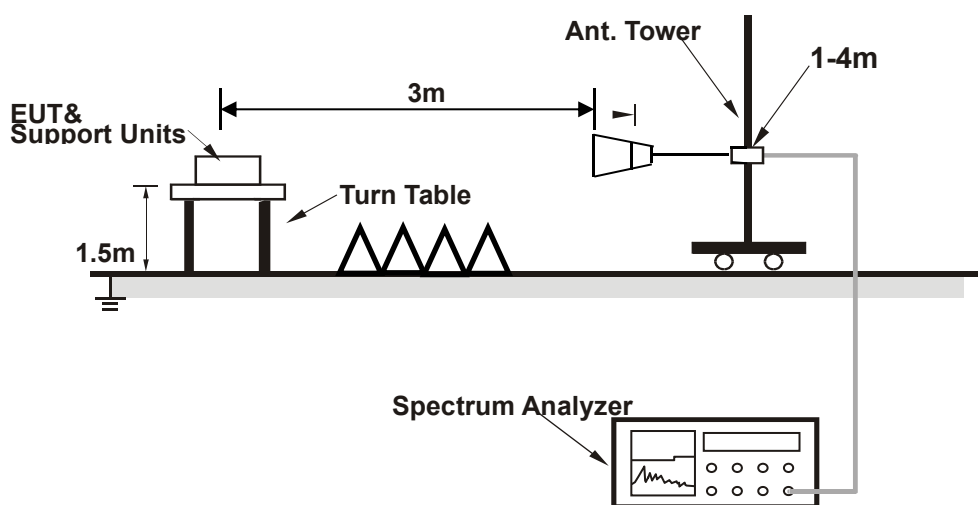 Ant. Tower
1-4m
3m
EUT&
Support Units
Turn Table
1.5m
Spectrum Analyzer